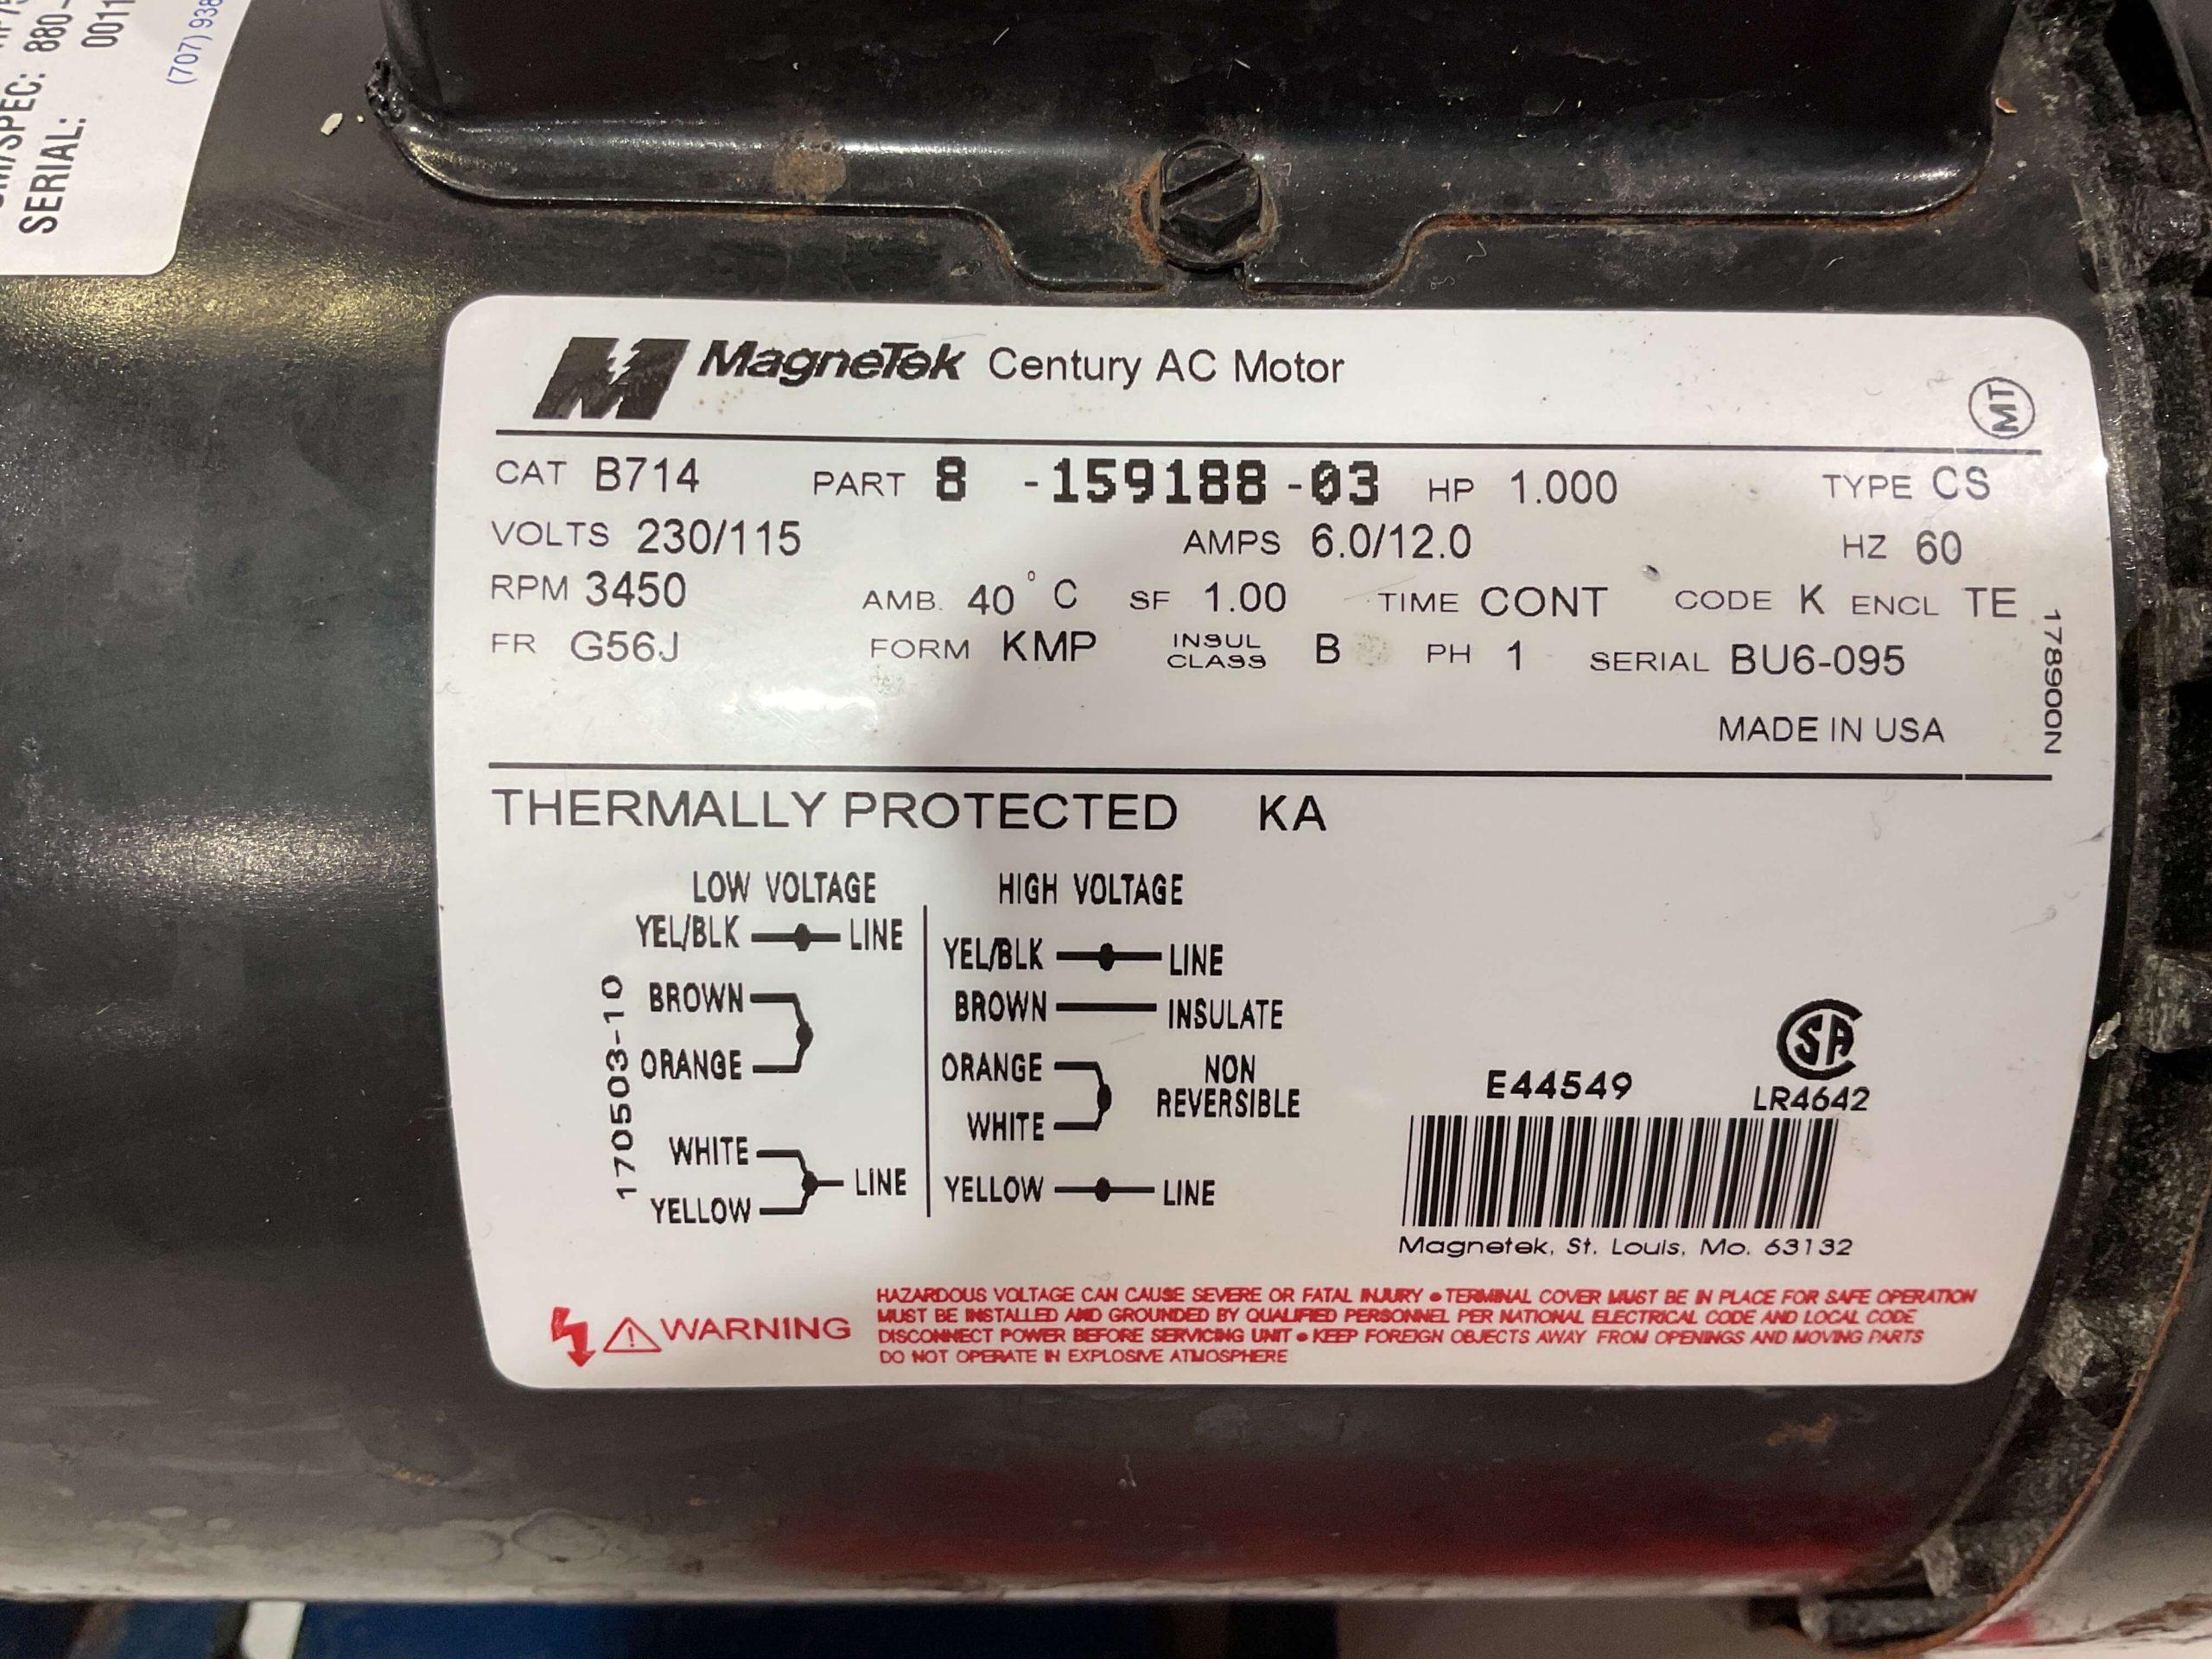 SPEC: 880-
SERIAL: 0011
(707) 938
MagneTek Century AC Motor
MT
CAT B714 PART 8 -159188-03 HP 1.000 TYPE CS
VOLTS 230/115 AMPS 6.0/12.0 HZ 60
RPM 3450 AMB. 40°C SF 1.00 TIME CONT CODE K ENCL TE
FR G56J FORM KMP INSUL CLASS B PH 1 SERIAL BU6-095
MADE IN USA
178900N
THERMALLY PROTECTED KA
LOW VOLTAGE
YEL/BLK LINE
BROWN
ORANGE
WHITE
YELLOW
LINE
170503-10
HIGH VOLTAGE
YEL/BLK LINE
BROWN INSULATE
ORANGE
WHITE
NON
REVERSIBLE
YELLOW LINE
SA
E44549
LR4642
Magnetek, St. Louis, Mo. 63132
WARNING
HAZARDOUS VOLTAGE CAN CAUSE SEVERE OR FATAL INJURY • TERMINAL COVER MUST BE IN PLACE FOR SAFE OPERATION
MUST BE INSTALLED AND GROUNDED BY QUALIFIED PERSONNEL PER NATIONAL ELECTRICAL CODE AND LOCAL CODE
DISCONNECT POWER BEFORE SERVICING UNIT • KEEP FOREIGN OBJECTS AWAY FROM OPENINGS AND MOVING PARTS
DO NOT OPERATE IN EXPLOSIVE ATMOSPHERE